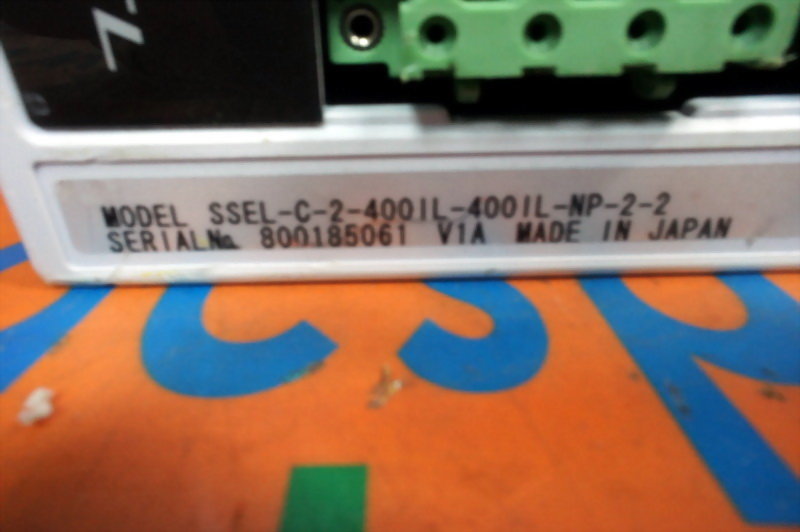 MODEL SSEL-C-2-400IL-400IL-NP-2-2
SERIAL№ 800185061 V1A MADE IN JAPAN